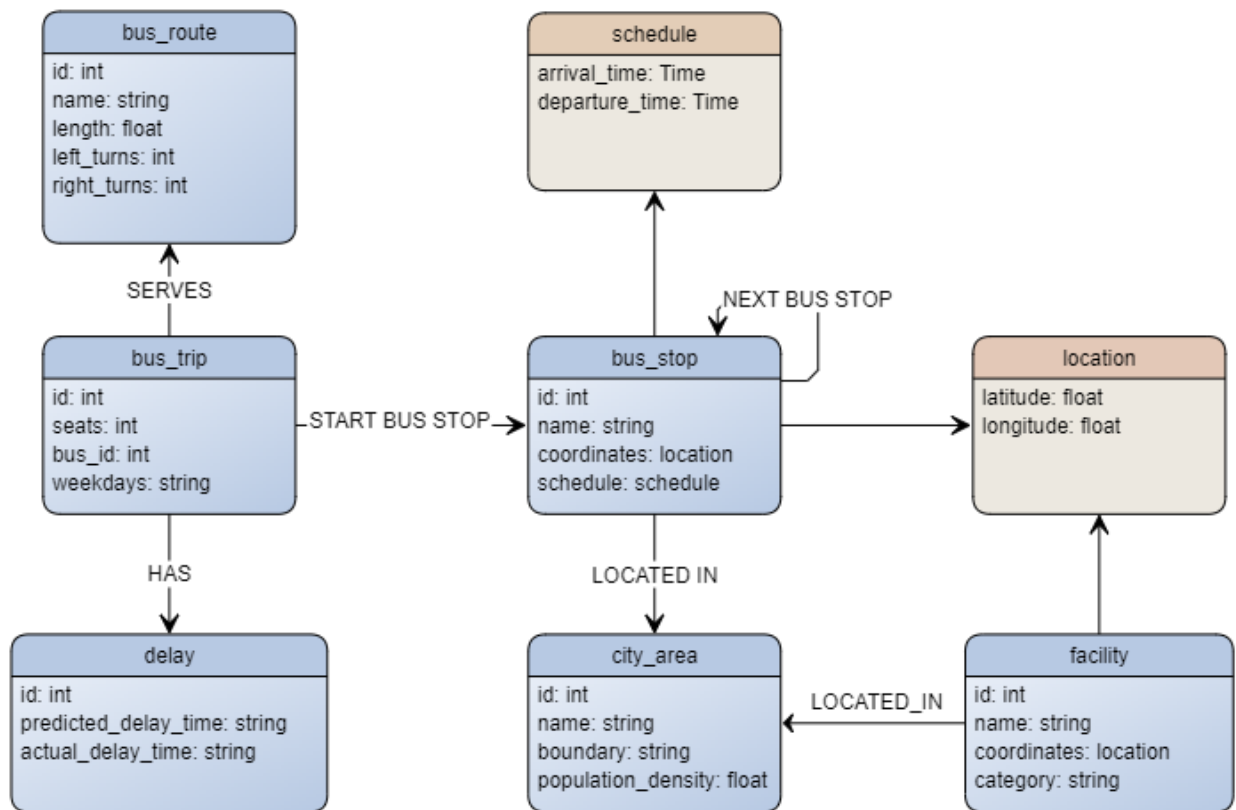 bus_route
id: int
name: string
length: float
left_turns: int
right_turns: int
schedule
arrival_time: Time
departure_time: Time
SERVES
NEXT BUS STOP
bus_trip
id: int
seats: int
bus_id: int
weekdays: string
START BUS STOP
bus_stop
id: int
name: string
coordinates: location
schedule: schedule
location
latitude: float
longitude: float
HAS
LOCATED IN
delay
id: int
predicted_delay_time: string
actual_delay_time: string
city_area
id: int
name: string
boundary: string
population_density: float
LOCATED_IN
facility
id: int
name: string
coordinates: location
category: string